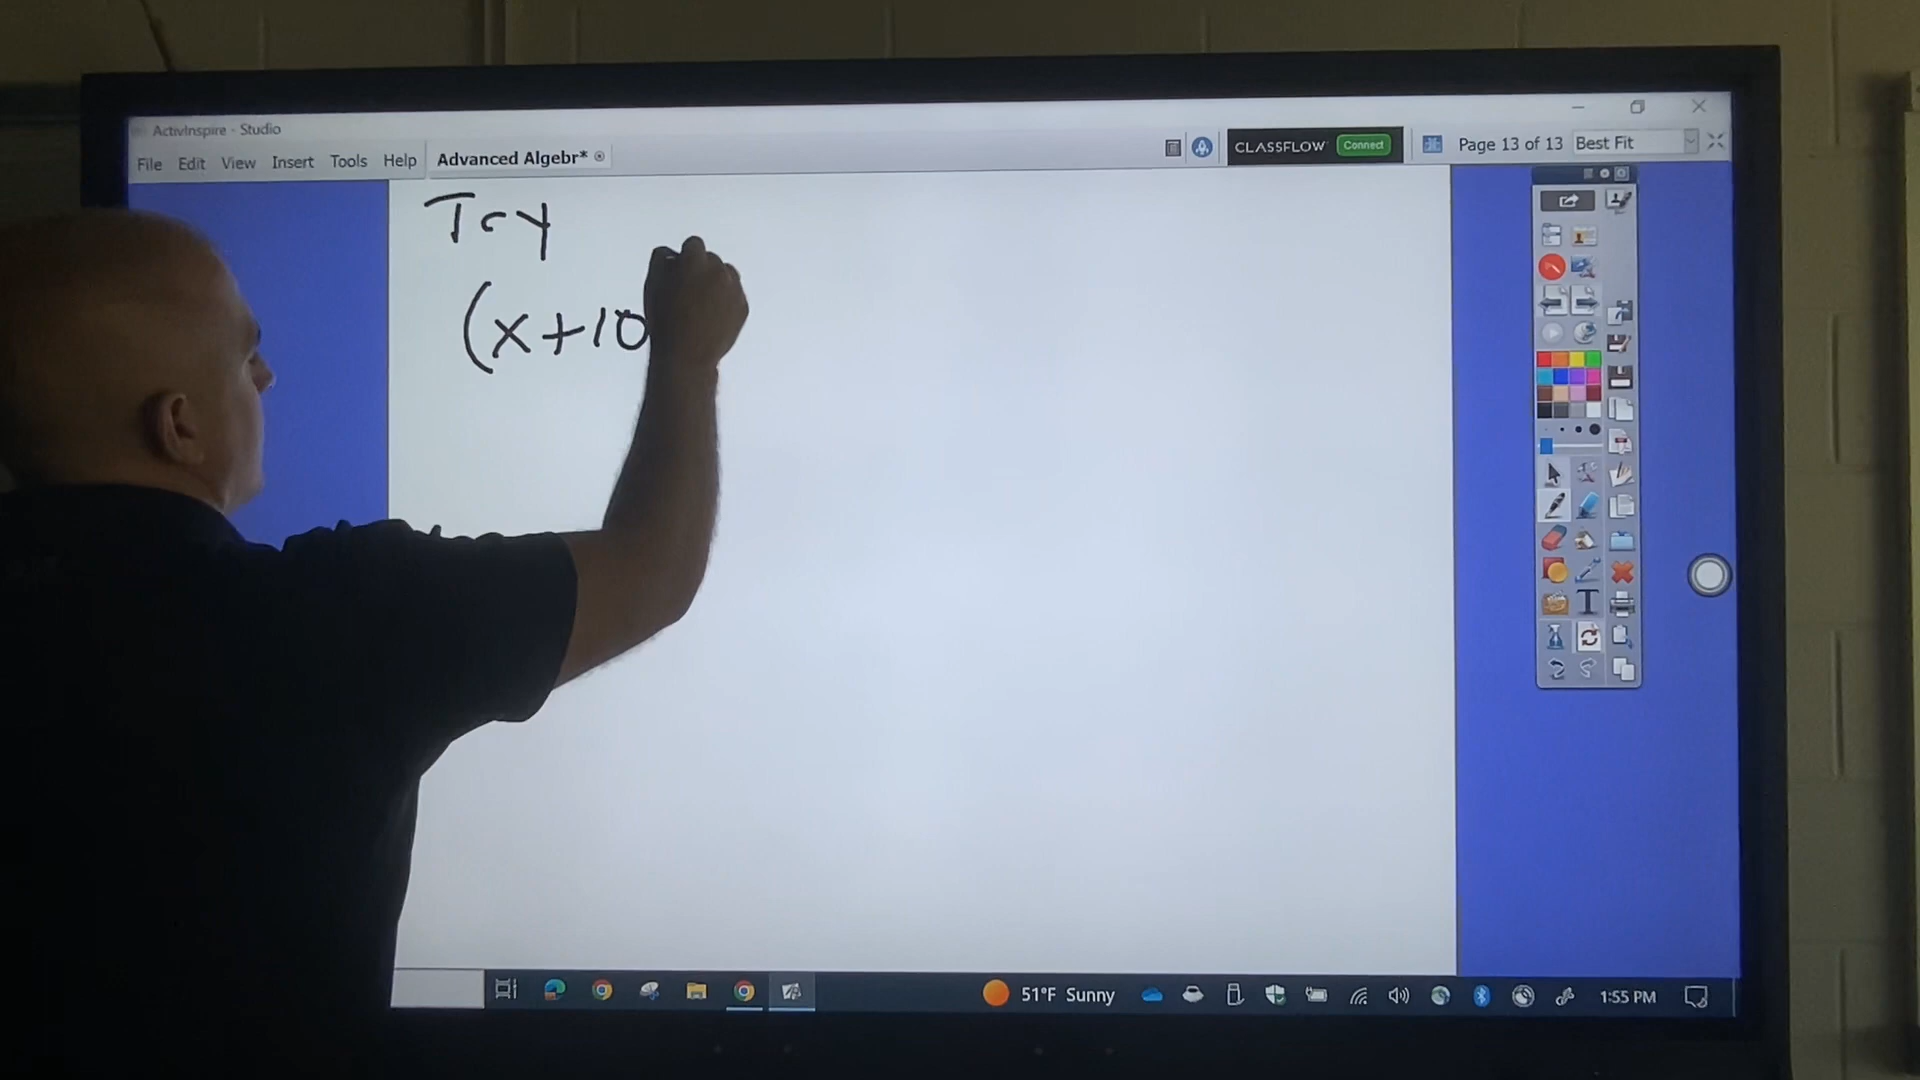 ActivInspire - Studio
File Edit View Insert Tools Help
Advanced Algebr*
CLASSFLOW Connect
Page 13 of 13 Best Fit
Try
(x+10
T
51°F Sunny
1:55 PM